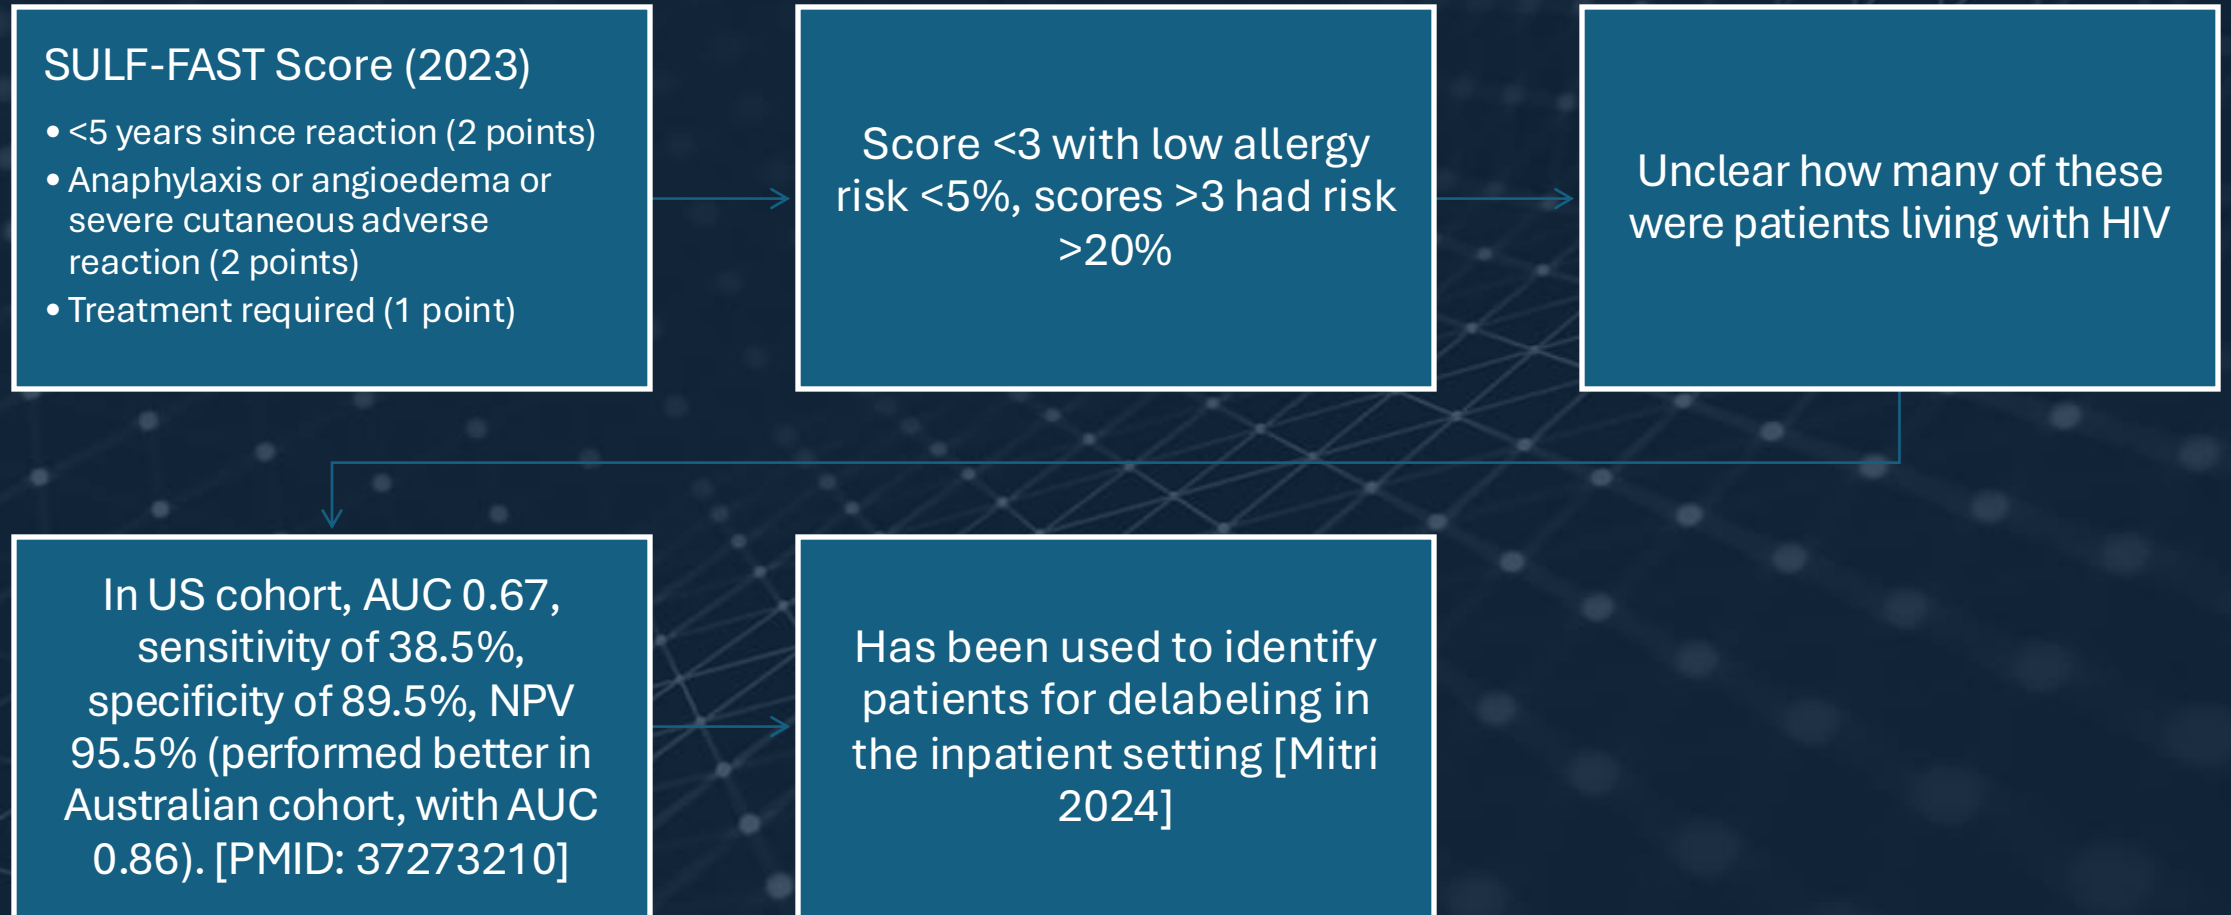 SULF-FAST Score (2023)
• <5 years since reaction (2 points)
• Anaphylaxis or angioedema or
severe cutaneous adverse
reaction (2 points)
• Treatment required (1 point)
Score <3 with low allergy
risk <5%, scores >3 had risk
>20%
Unclear how many of these
were patients living with HIV
In US cohort, AUC 0.67,
sensitivity of 38.5%,
specificity of 89.5%, NPV
95.5% (performed better in
Australian cohort, with AUC
0.86). [PMID: 37273210]
Has been used to identify
patients for delabeling in
the inpatient setting [Mitri
2024]